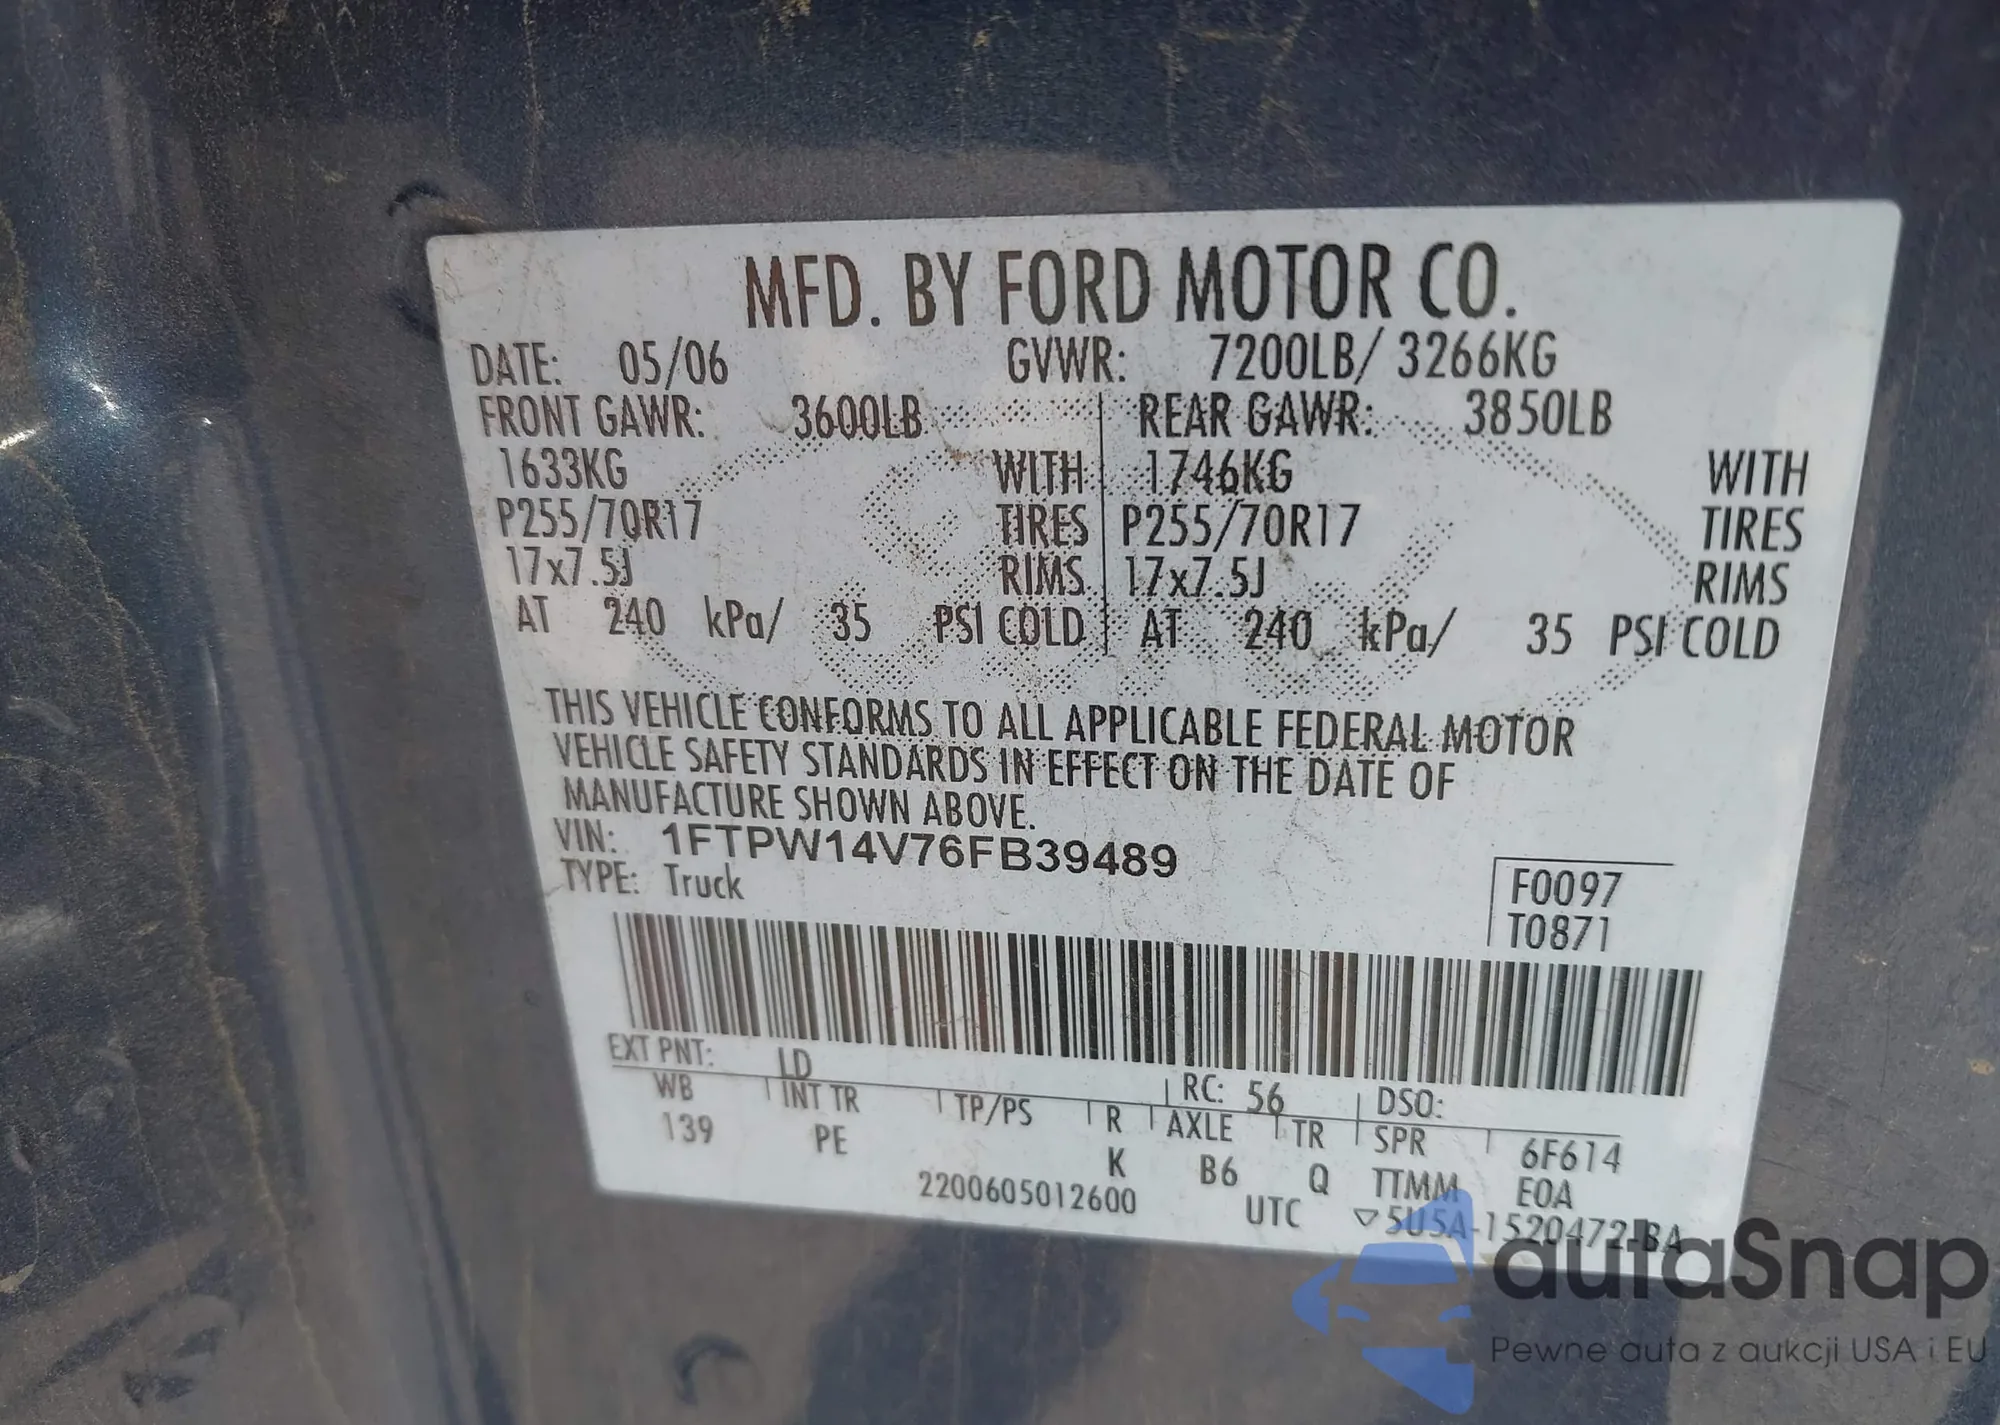 MFD. BY FORD MOTOR CO.
DATE: 05/06 GVWR: 7200LB/ 3266KG
FRONT GAWR: 3600LB REAR GAWR: 3850LB
1633KG WITH 1746KG WITH
P255/70R17 TIRES P255/70R17 TIRES
17x7.5J RIMS 17x7.5J RIMS
AT 240 kPa/ 35 PSI COLD AT 240 kPa/ 35 PSI COLD
THIS VEHICLE CONFORMS TO ALL APPLICABLE FEDERAL MOTOR
VEHICLE SAFETY STANDARDS IN EFFECT ON THE DATE OF
MANUFACTURE SHOWN ABOVE.
VIN: 1FTPW14V76FB39489
TYPE: Truck
F0097
T0871
EXT PNT: LD RC: 56 DSO:
WB INT TR TP/PS R AXLE TR SPR 6F614
139 PE K B6 Q TTMM E0A
2200605012600 UTC ▽5U5A-1520472-BA
autaSnap
Pewne auta z aukcji USA i EU